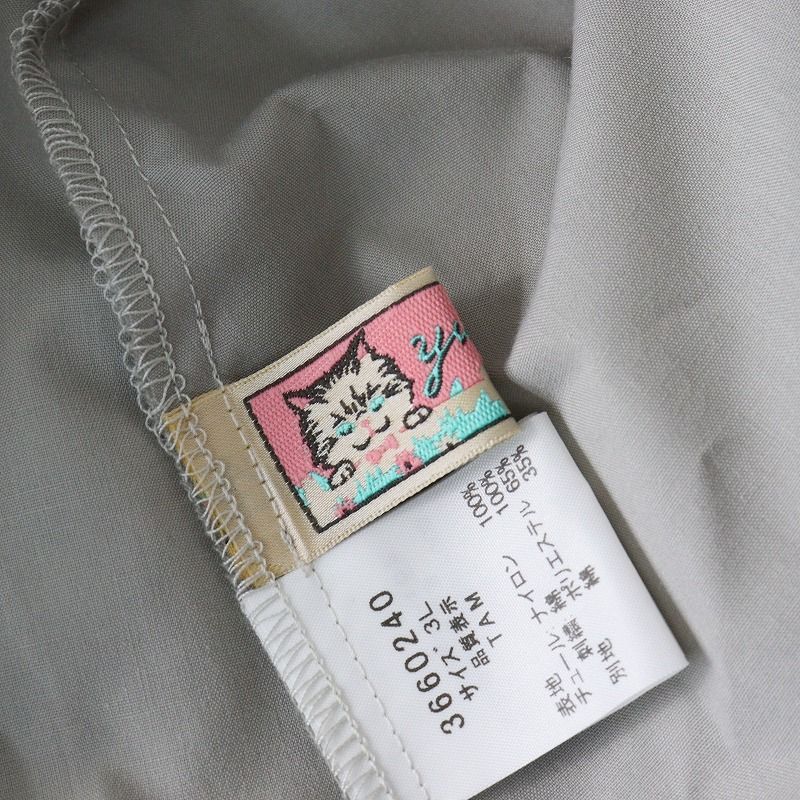 3660240
サイズ.3L
品質表示
TAM
表地
チュール:ナイロン 100%
刺繍:綿 100%
別地 ポリエステル 65%
綿 35%